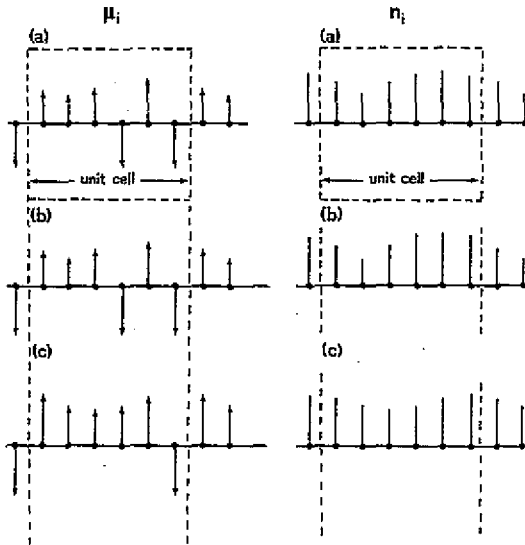 μi ni
(a) (a)
unit cell unit cell
(b) (b)
(c) (c)